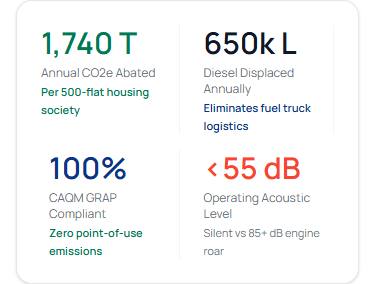 1,740 T
Annual CO2e Abated
Per 500-flat housing
society
650k L
Diesel Displaced
Annually
Eliminates fuel truck
logistics
100%
CAQM GRAP
Compliant
Zero point-of-use
emissions
<55 dB
Operating Acoustic
Level
Silent vs 85+ dB engine
roar